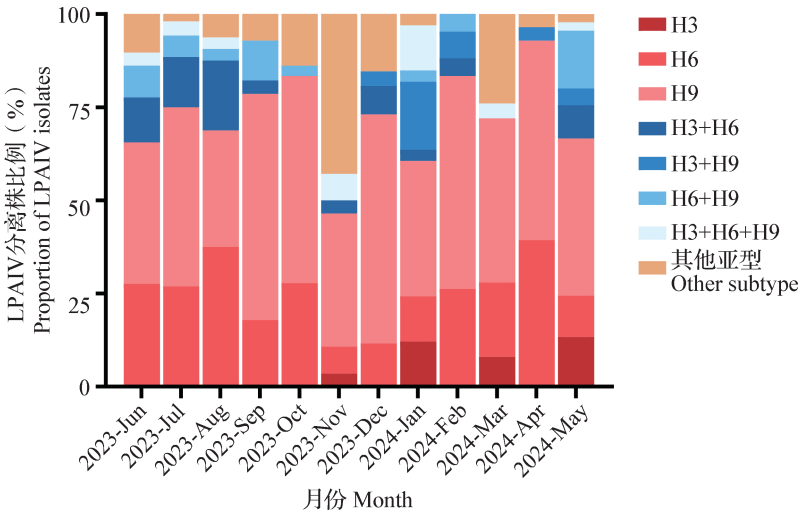 LPAIV分离株比例（%）
Proportion of LPAIV isolates
100
75
50
25
0
2023-Jun
2023-Jul
2023-Aug
2023-Sep
2023-Oct
2023-Nov
2023-Dec
2024-Jan
2024-Feb
2024-Mar
2024-Apr
2024-May
月份 Month
H3
H6
H9
H3+H6
H3+H9
H6+H9
H3+H6+H9
其他亚型
Other subtype